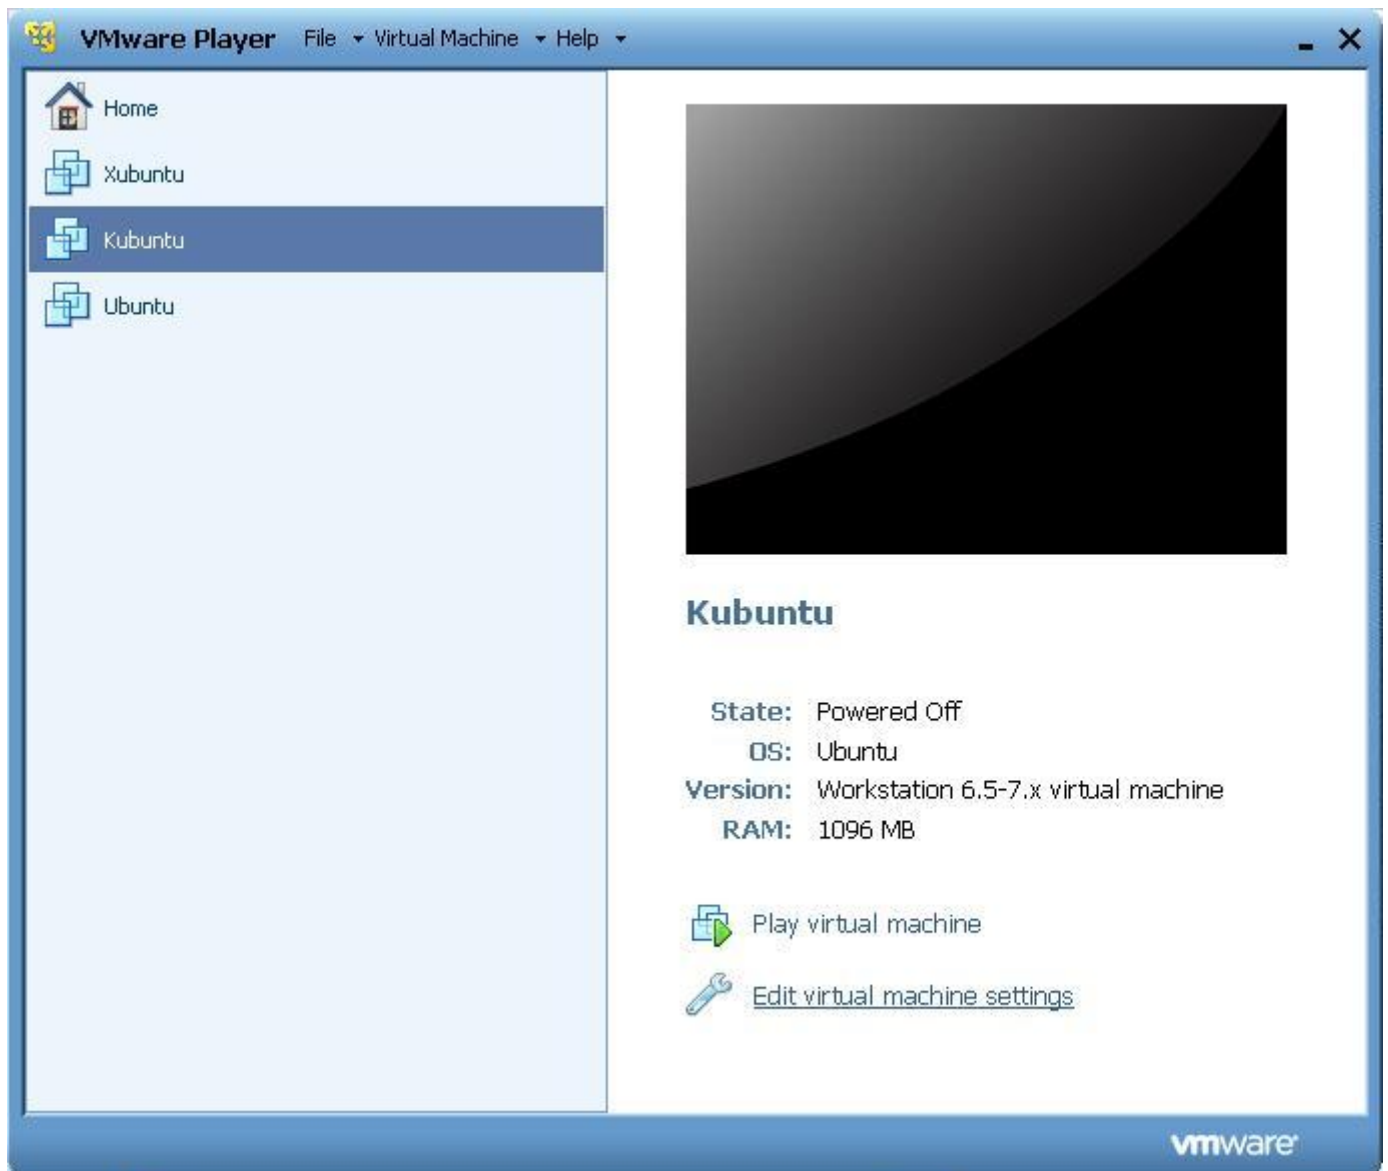 VMware Player File Virtual Machine Help
Home
Xubuntu
Kubuntu
Ubuntu
Kubuntu
State: Powered Off
OS: Ubuntu
Version: Workstation 6.5-7.x virtual machine
RAM: 1096 MB
Play virtual machine
Edit virtual machine settings
vmware